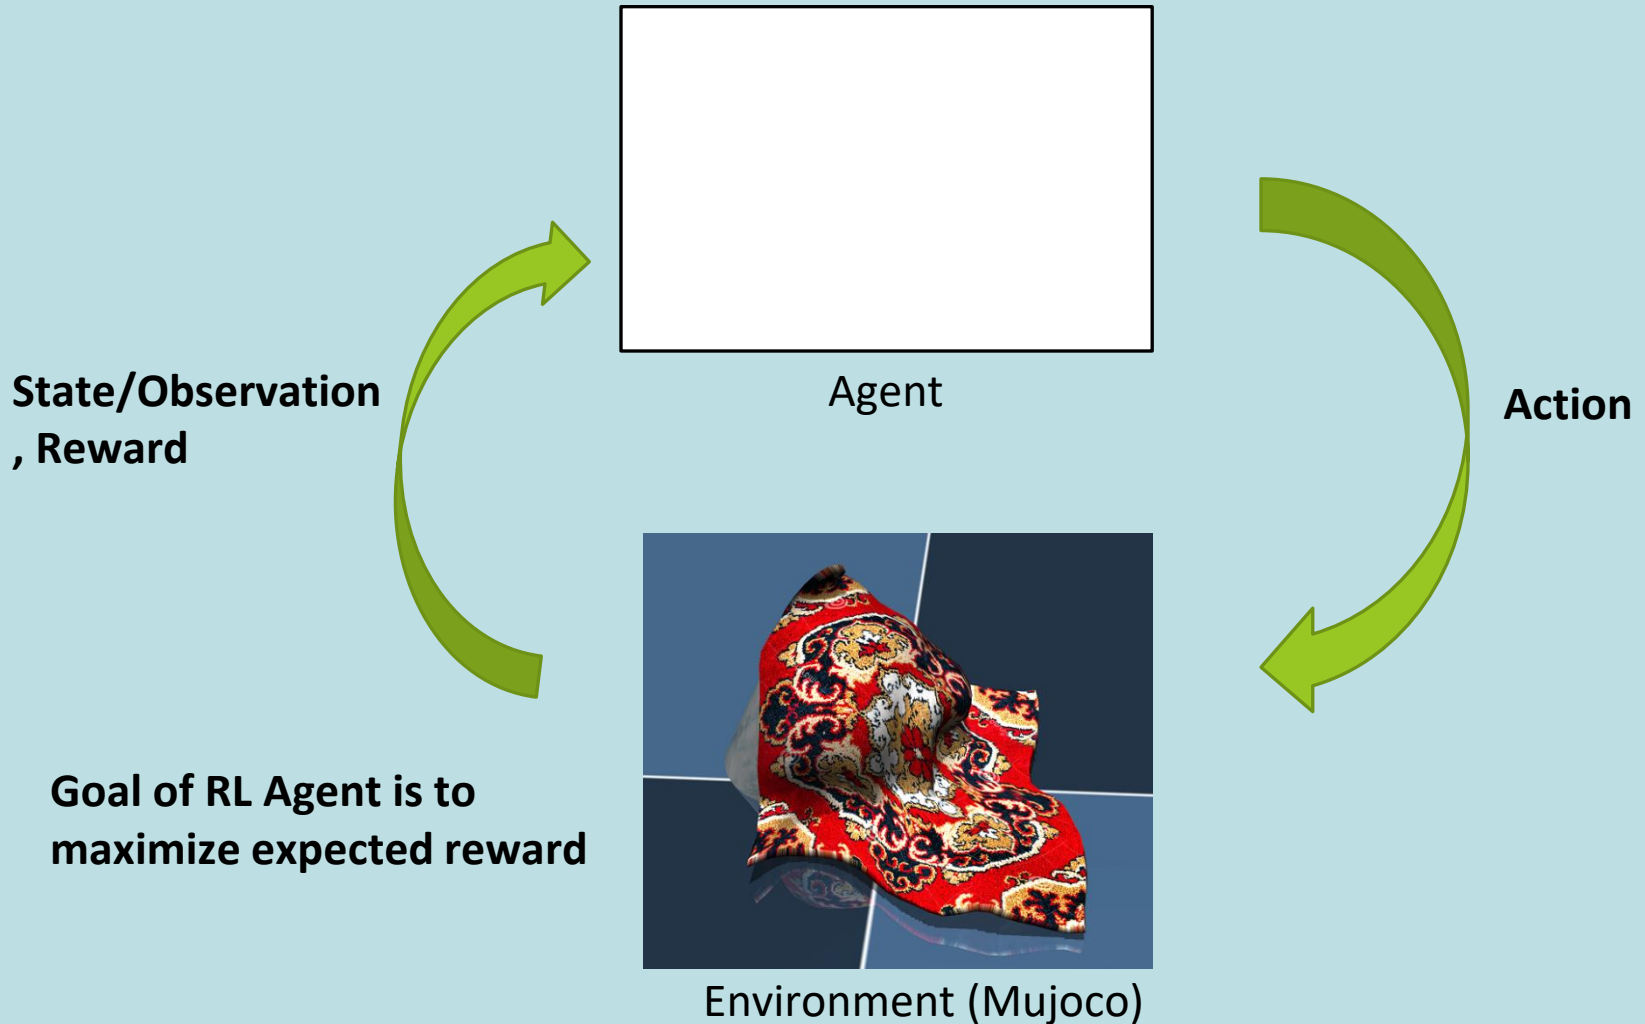 State/Observation
, Reward
Agent
Action
Goal of RL Agent is to
maximize expected reward
Environment (Mujoco)